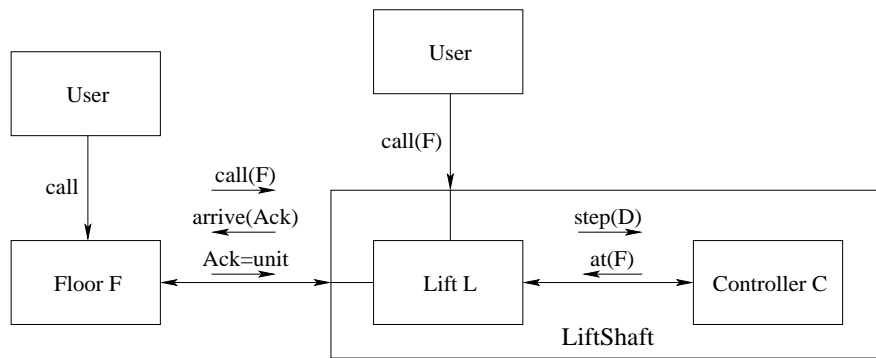 User
User
call
call(F)
call(F)
arrive(Ack)
Ack=unit
step(D)
at(F)
Floor F
Lift L
Controller C
LiftShaft